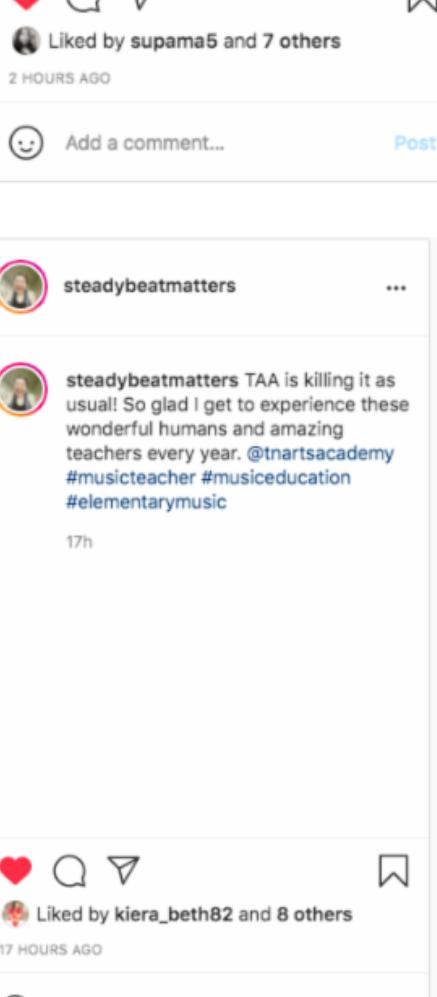 Liked by supama5 and 7 others
2 HOURS AGO
Add a comment...
Post
steadybeatmatters
steadybeatmatters TAA is killing it as
usual! So glad I get to experience these
wonderful humans and amazing
teachers every year. @tnartsacademy
#musicteacher #musiceducation
#elementarymusic
17h
Liked by kiera_beth82 and 8 others
17 HOURS AGO